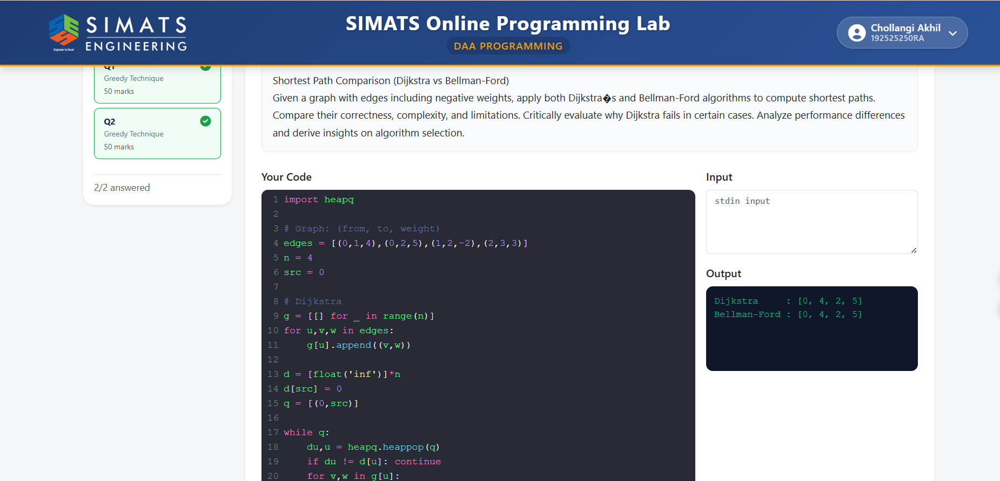 SIMATS
ENGINEERING
Engineer to Excel
SIMATS Online Programming Lab
DAA PROGRAMMING
Chollangi Akhil
192525250RA
Q1
Greedy Technique
50 marks
Q2
Greedy Technique
50 marks
2/2 answered
Shortest Path Comparison (Dijkstra vs Bellman-Ford)
Given a graph with edges including negative weights, apply both Dijkstra�s and Bellman-Ford algorithms to compute shortest paths.
Compare their correctness, complexity, and limitations. Critically evaluate why Dijkstra fails in certain cases. Analyze performance differences
and derive insights on algorithm selection.
Your Code
1 import heapq
2
3 # Graph: (from, to, weight)
4 edges = [(0,1,4),(0,2,5),(1,2,-2),(2,3,3)]
5 n = 4
6 src = 0
7
8 # Dijkstra
9 g = [[] for _ in range(n)]
10 for u,v,w in edges:
11     g[u].append((v,w))
12
13 d = [float('inf')]*n
14 d[src] = 0
15 q = [(0,src)]
16
17 while q:
18     du,u = heapq.heappop(q)
19     if du != d[u]: continue
20     for v,w in g[u]:
Input
stdin input
Output
Dijkstra     : [0, 4, 2, 5]
Bellman-Ford : [0, 4, 2, 5]